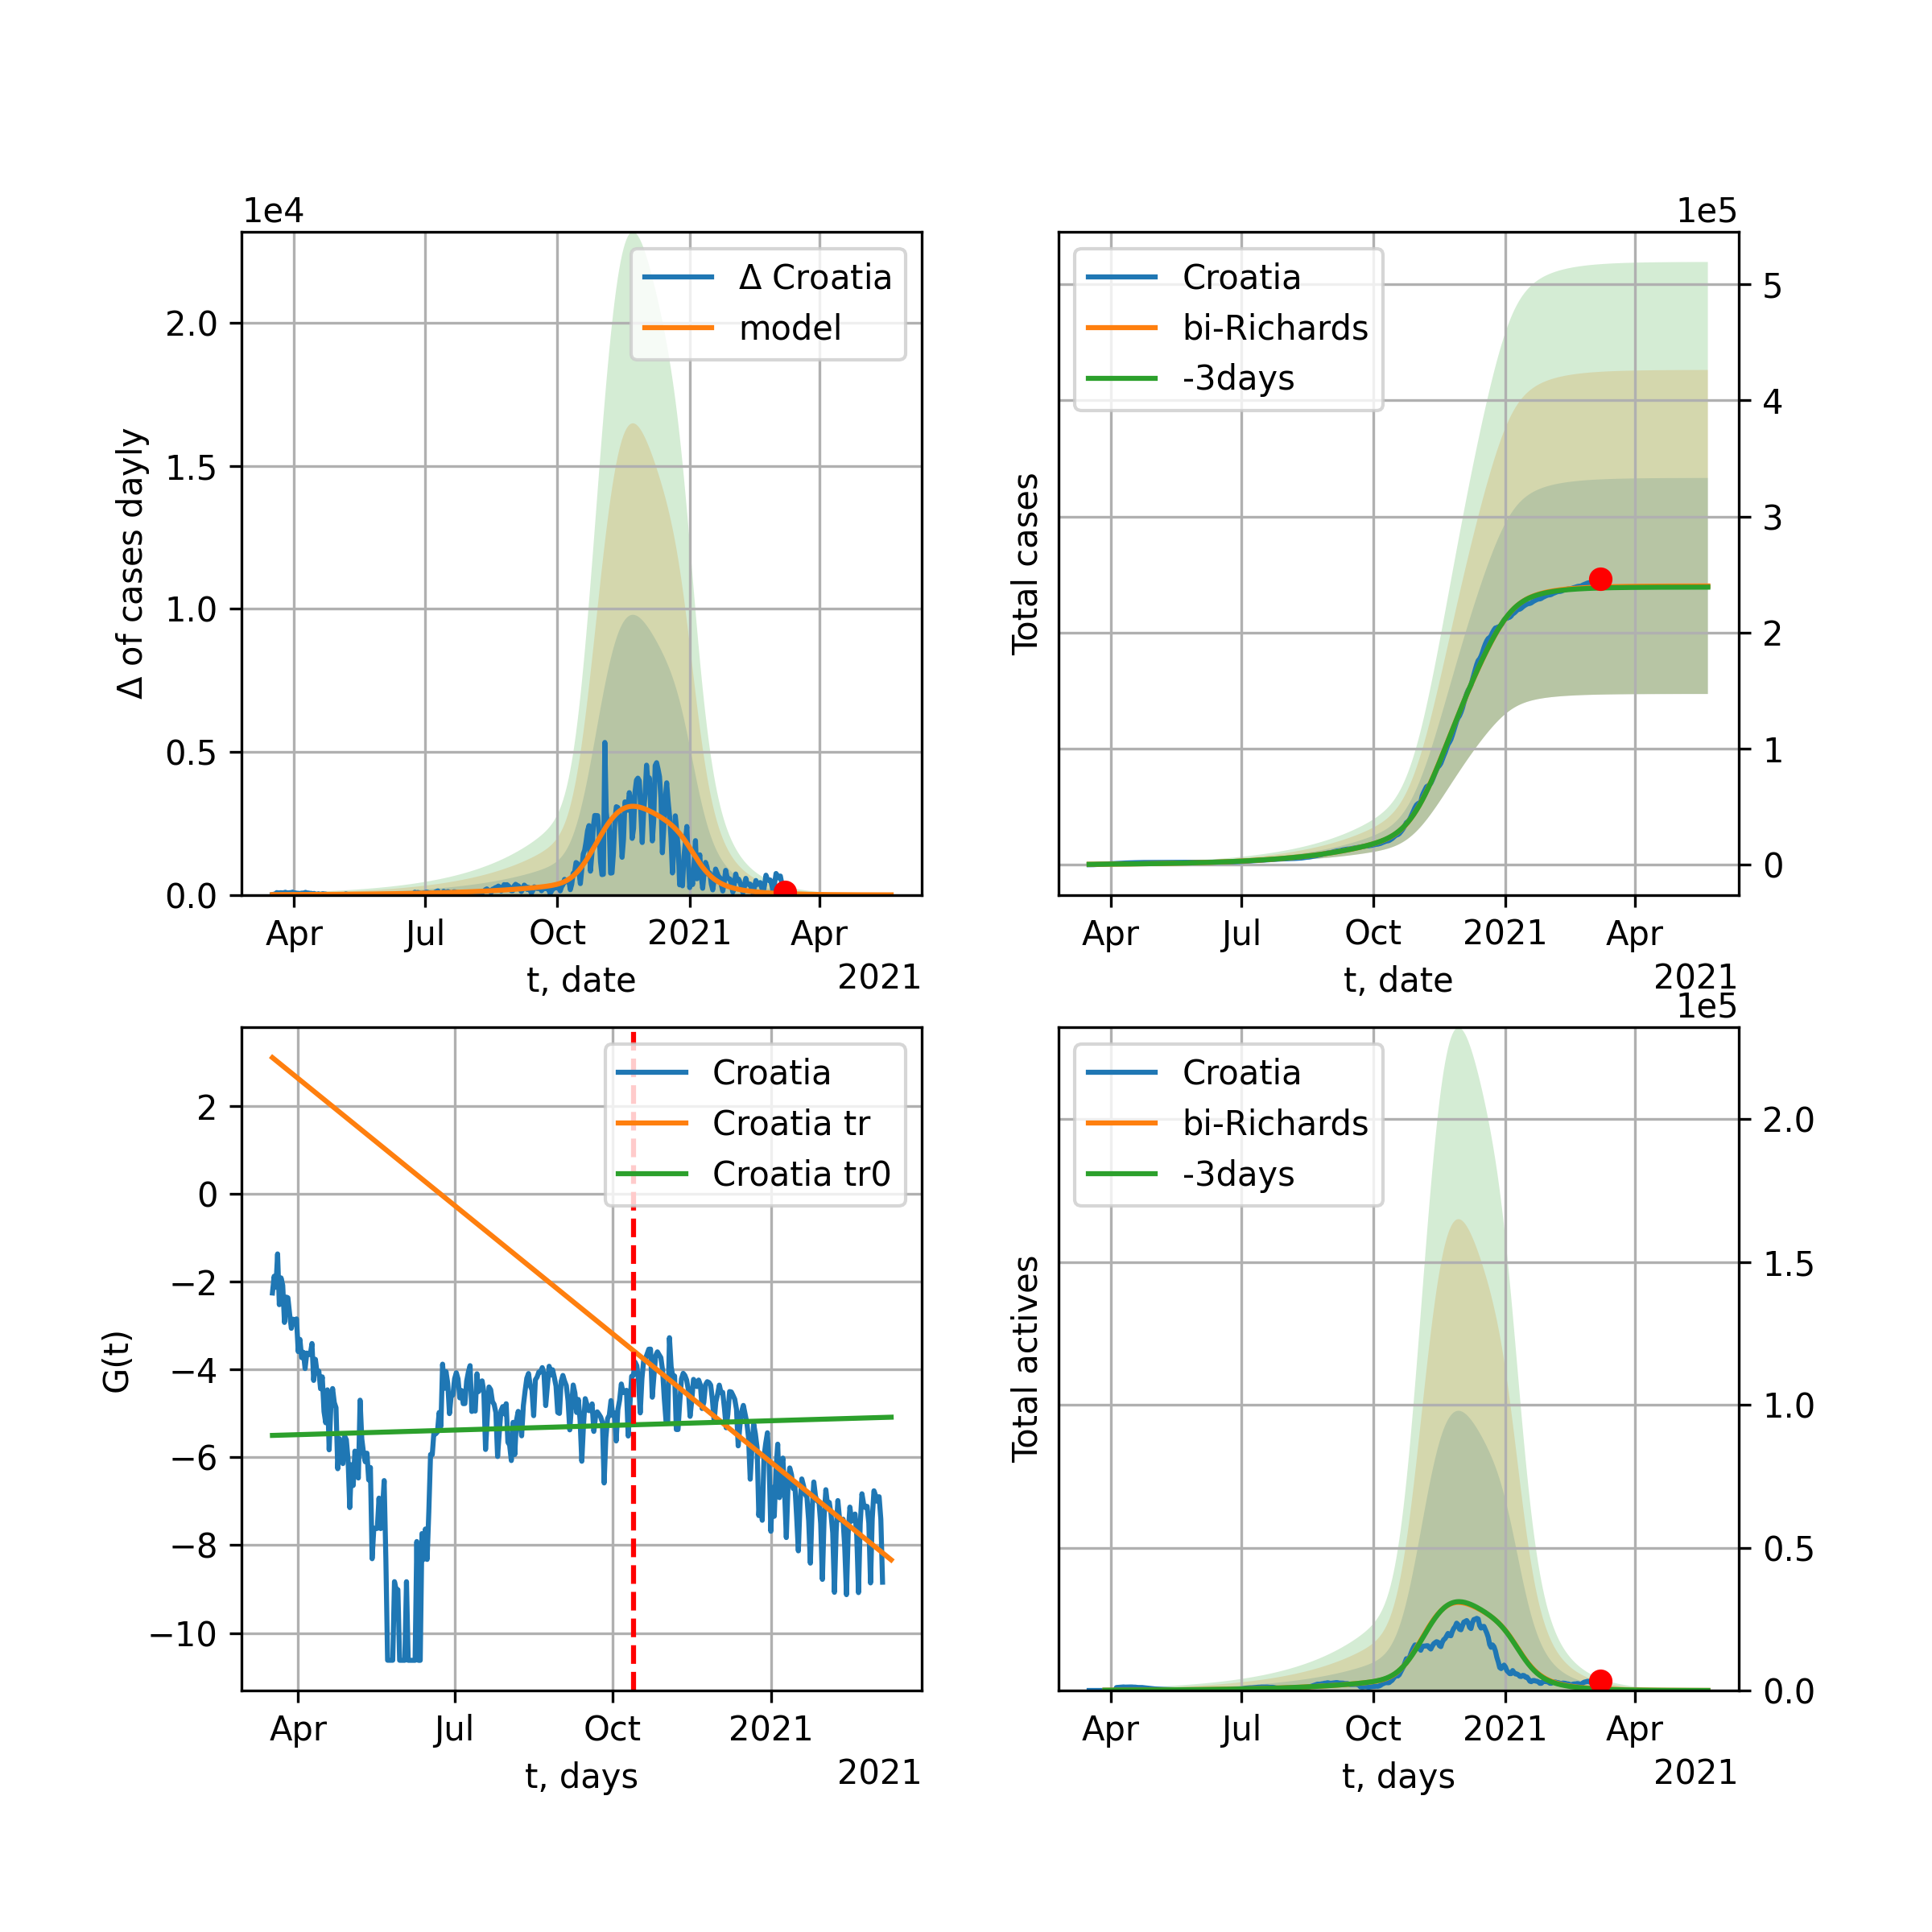 1e4
Δ of cases dayly
2.0
1.5
1.0
0.5
0.0
Δ Croatia
model
Apr Jul Oct 2021 Apr
t, date
2021
1e5
Total cases
Croatia
bi-Richards
-3days
5
4
3
2
1
0
Apr Jul Oct 2021 Apr
t, date
2021
G(t)
2
0
−2
−4
−6
−8
−10
Croatia
Croatia tr
Croatia tr0
Apr Jul Oct 2021
t, days
2021
1e5
Total actives
Croatia
bi-Richards
-3days
2.0
1.5
1.0
0.5
0.0
Apr Jul Oct 2021 Apr
t, days
2021